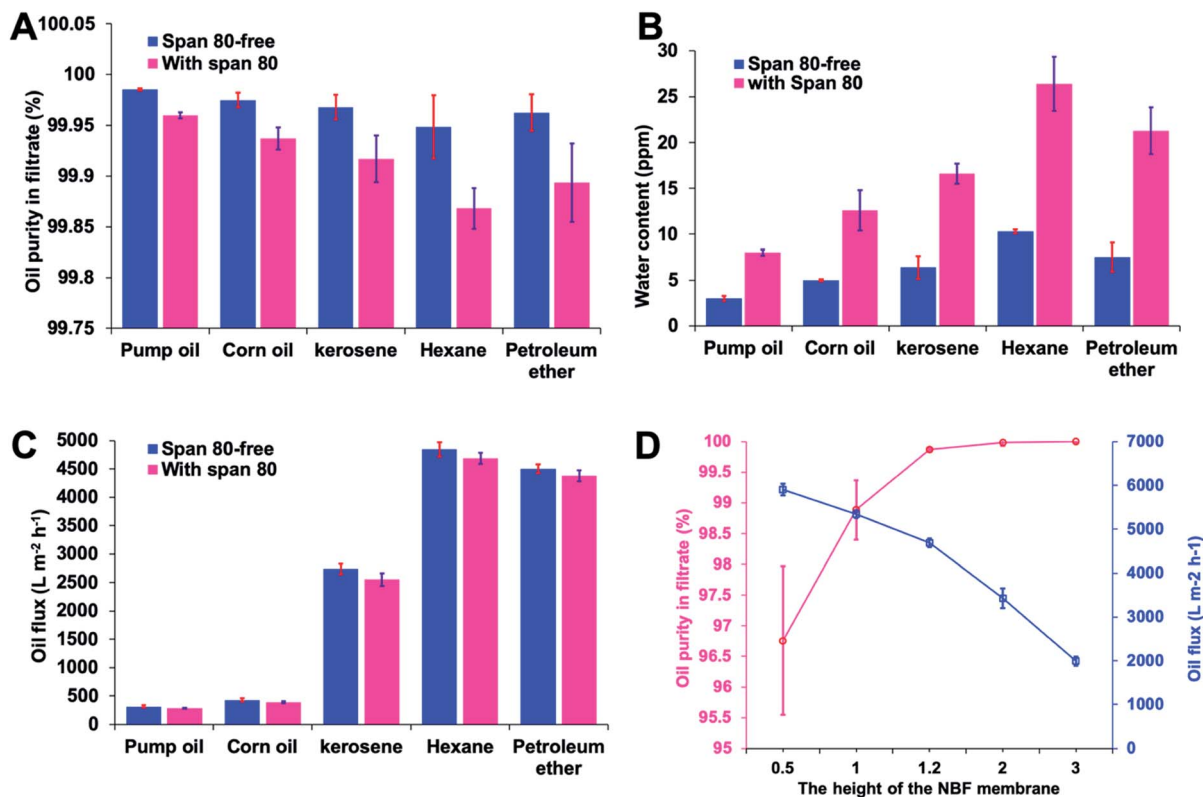 A
Span 80-free
With span 80
Oil purity in filtrate (%)
100.05
100
99.95
99.9
99.85
99.8
99.75
Pump oil Corn oil kerosene Hexane Petroleum
ether
B
Span 80-free
with Span 80
Water content (ppm)
30
25
20
15
10
5
0
Pump oil Corn oil kerosene Hexane Petroleum
ether
C
Span 80-free
With span 80
Oil flux (L m-2 h-1)
5000
4500
4000
3500
3000
2500
2000
1500
1000
500
0
Pump oil Corn oil kerosene Hexane Petroleum
ether
D
Oil purity in filtrate (%)
100
99.5
99
98.5
98
97.5
97
96.5
96
95.5
95
7000
6000
5000
4000
3000
2000
1000
0
Oil flux (L m-2 h-1)
0.5 1 1.2 2 3
The height of the NBF membrane